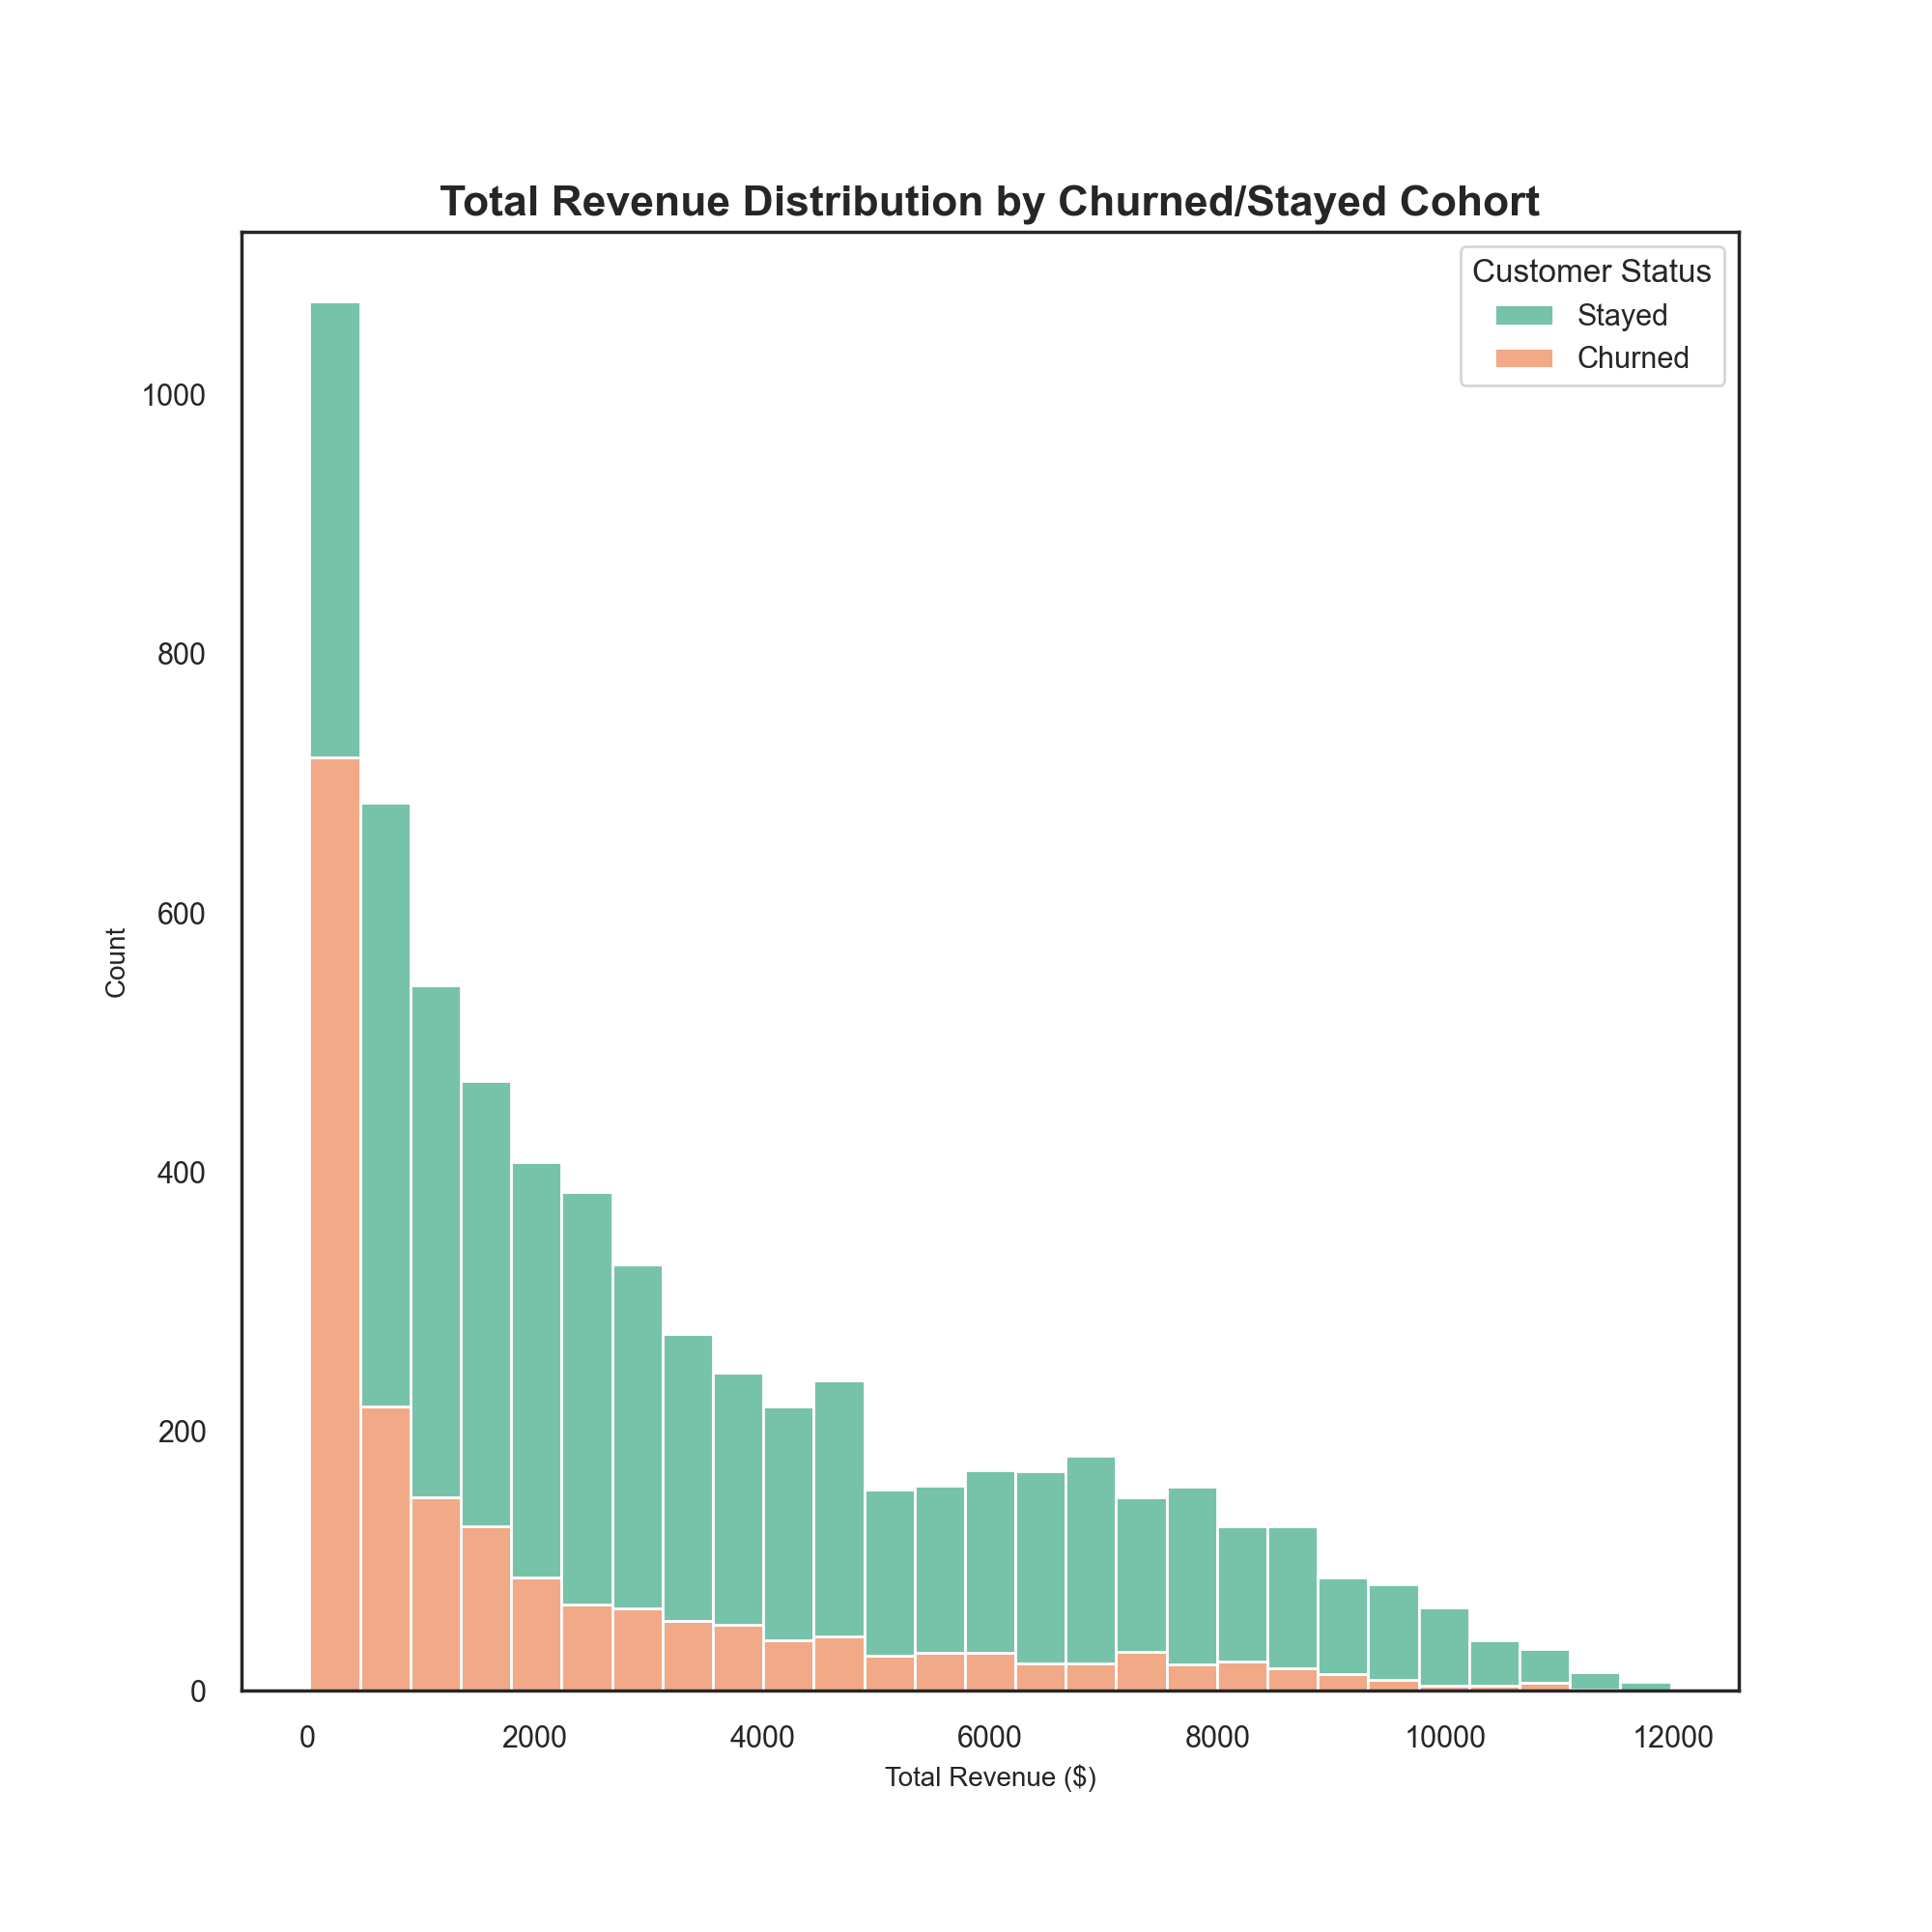 Total Revenue Distribution by Churned/Stayed Cohort
Customer Status
Stayed
Churned
1000
800
600
400
200
0
Count
0 2000 4000 6000 8000 10000 12000
Total Revenue ($)